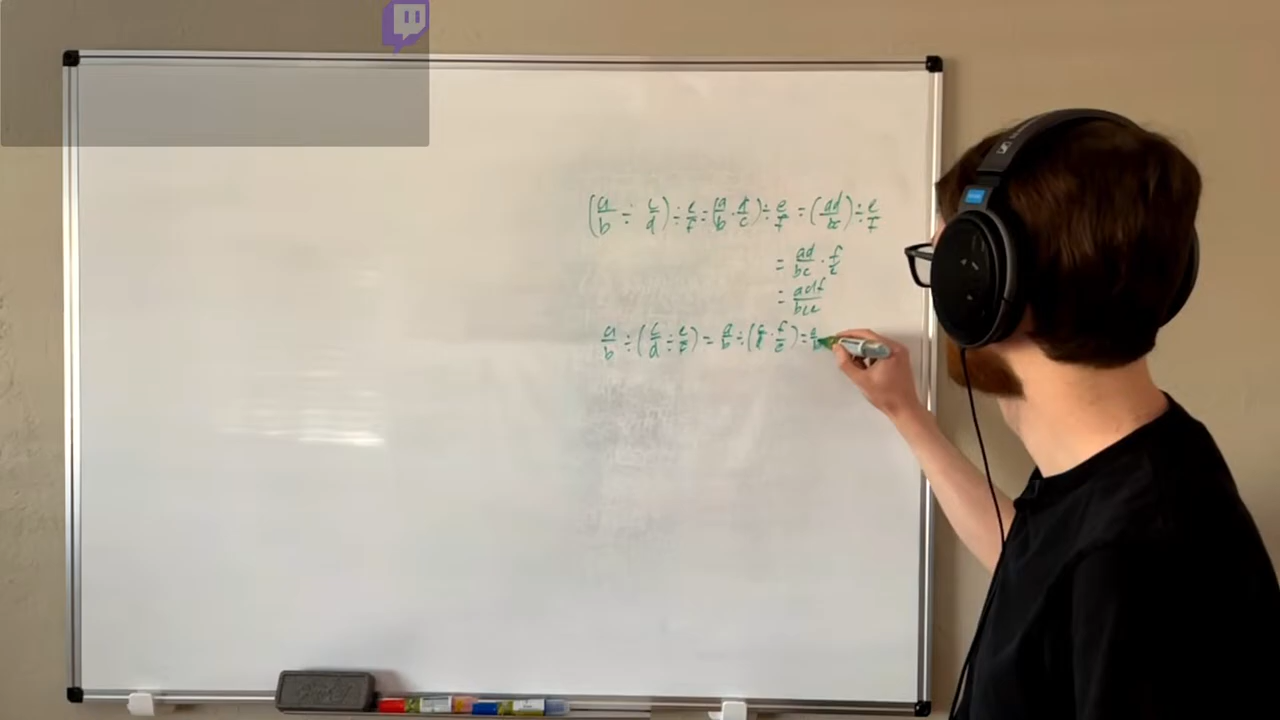 (a/b ÷ c/d) ÷ e/f = (a/b · d/c) ÷ e/f = (ad/bc) ÷ e/f
= ad/bc · f/e
= adf/bce
a/b ÷ (c/d ÷ e/f) = a/b ÷ (c/d · f/e) = a/b